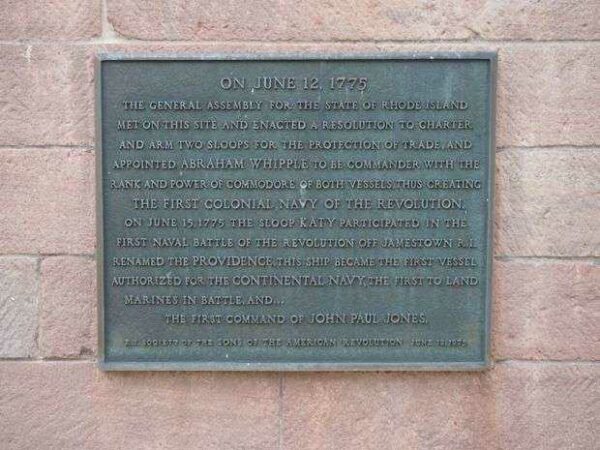 ON JUNE 12, 1775
THE GENERAL ASSEMBLY FOR THE STATE OF RHODE ISLAND
MET ON THIS SITE AND ENACTED A RESOLUTION TO CHARTER
AND ARM TWO SLOOPS FOR THE PROTECTION OF TRADE, AND
APPOINTED ABRAHAM WHIPPLE TO BE COMMANDER WITH THE
RANK AND POWER OF COMMODORE OF BOTH VESSELS, THUS CREATING
THE FIRST COLONIAL NAVY OF THE REVOLUTION.
ON JUNE 15, 1775 THE SLOOP KATY PARTICIPATED IN THE
FIRST NAVAL BATTLE OF THE REVOLUTION OFF JAMESTOWN R.I.
RENAMED THE PROVIDENCE, THIS SHIP BECAME THE FIRST VESSEL
AUTHORIZED FOR THE CONTINENTAL NAVY, THE FIRST TO LAND
MARINES IN BATTLE, AND...
THE FIRST COMMAND OF JOHN PAUL JONES.
R.I. SOCIETY OF THE SONS OF THE AMERICAN REVOLUTION JUNE 12, 1975